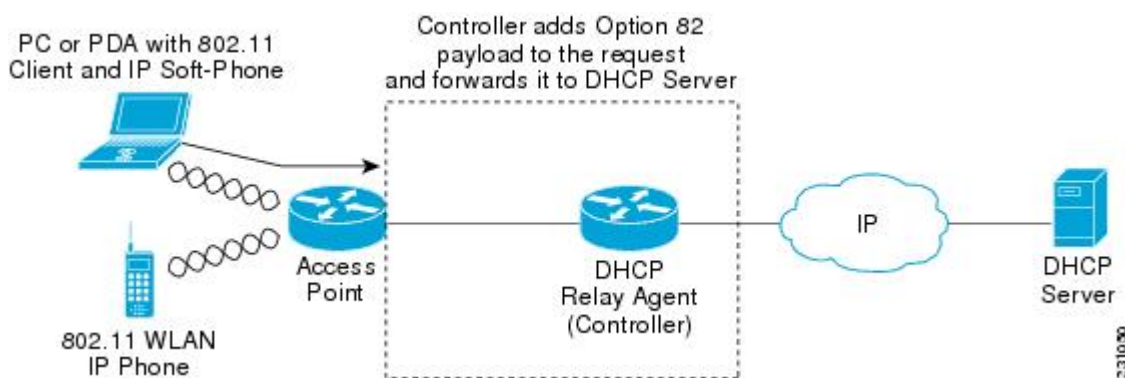 Controller adds Option 82
payload to the request
and forwards it to DHCP Server
PC or PDA with 802.11
Client and IP Soft-Phone
Access
Point
DHCP
Relay Agent
(Controller)
IP
DHCP
Server
802.11 WLAN
IP Phone
231050